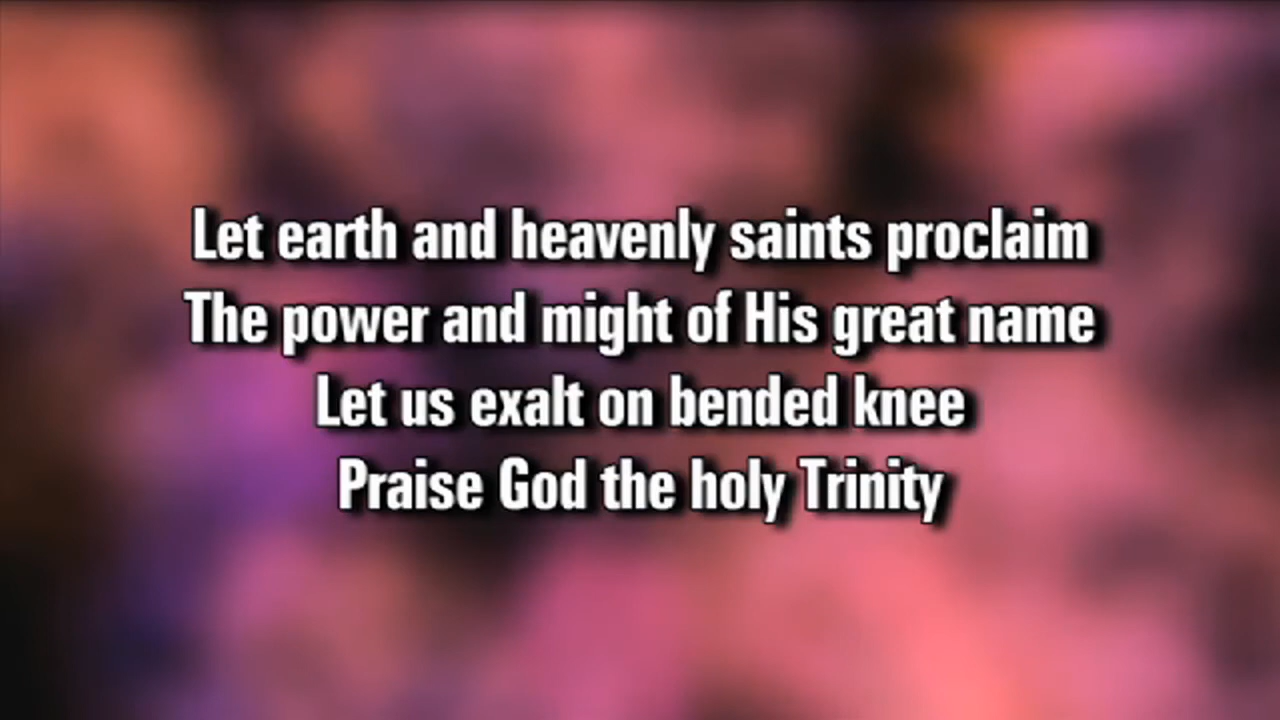 Let earth and heavenly saints proclaim
The power and might of His great name
Let us exalt on bended knee
Praise God the holy Trinity